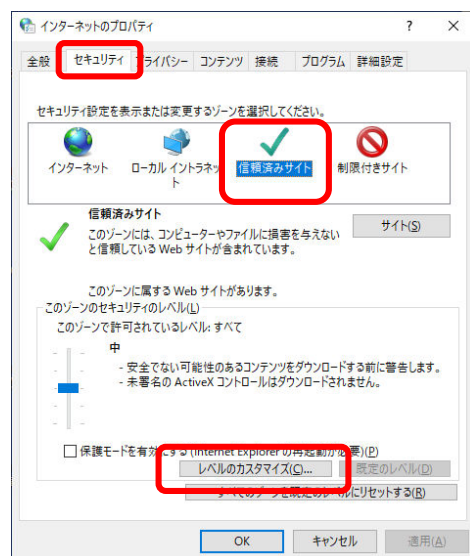 インターネットのプロパティ
全般 セキュリティ プライバシー コンテンツ 接続 プログラム 詳細設定
セキュリティ設定を表示または変更するゾーンを選択してください。
インターネット ローカル イントラネット 信頼済みサイト 制限付きサイト
信頼済みサイト
このゾーンには、コンピューターやファイルに損害を与えない
と信頼している Web サイトが含まれています。
サイト(S)
このゾーンに属する Web サイトがあります。
このゾーンのセキュリティのレベル(L)
このゾーンで許可されているレベル: すべて
中
- 安全でない可能性のあるコンテンツをダウンロードする前に警告します。
- 未署名の ActiveX コントロールはダウンロードされません。
保護モードを有効にする (Internet Explorer の再起動が必要)(P)
レベルのカスタマイズ(C)... 既定のレベル(D)
すべてのゾーンを既定のレベルにリセットする(R)
OK キャンセル 適用(A)